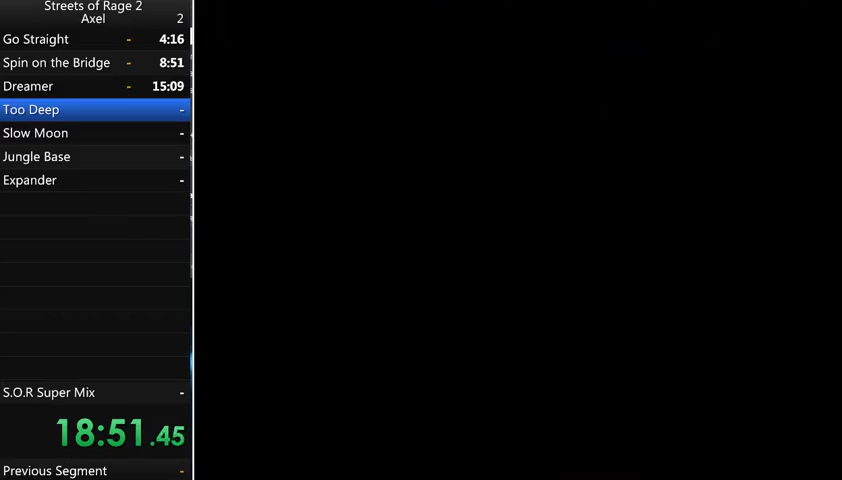 Streets of Rage 2
Axel 2
Go Straight - 4:16
Spin on the Bridge - 8:51
Dreamer - 15:09
Too Deep -
Slow Moon -
Jungle Base -
Expander -
S.O.R Super Mix -
18:51.45
Previous Segment -